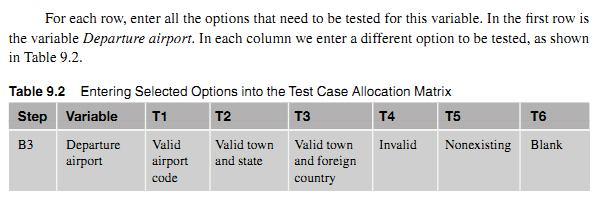 For each row, enter all the options that need to be tested for this variable. In the first row is
the variable Departure airport. In each column we enter a different option to be tested, as shown
in Table 9.2.
Table 9.2 Entering Selected Options into the Test Case Allocation Matrix
Step Variable T1 T2 T3 T4 T5 T6
B3 Departure Valid Valid town Valid town Invalid Nonexisting Blank
airport airport and state and foreign
code country